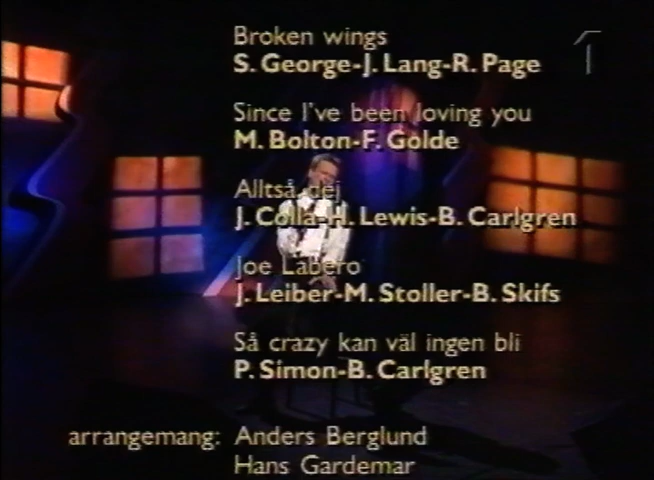 Broken wings
1
S. George-J. Lang-R. Page
Since I've been loving you
M. Bolton-F. Golde
Alltså dej
J. Colla-H. Lewis-B. Carlgren
Joe Labero
J. Leiber-M. Stoller-B. Skifs
Så crazy kan väl ingen bli
P. Simon-B. Carlgren
arrangemang: Anders Berglund
Hans Gardemar